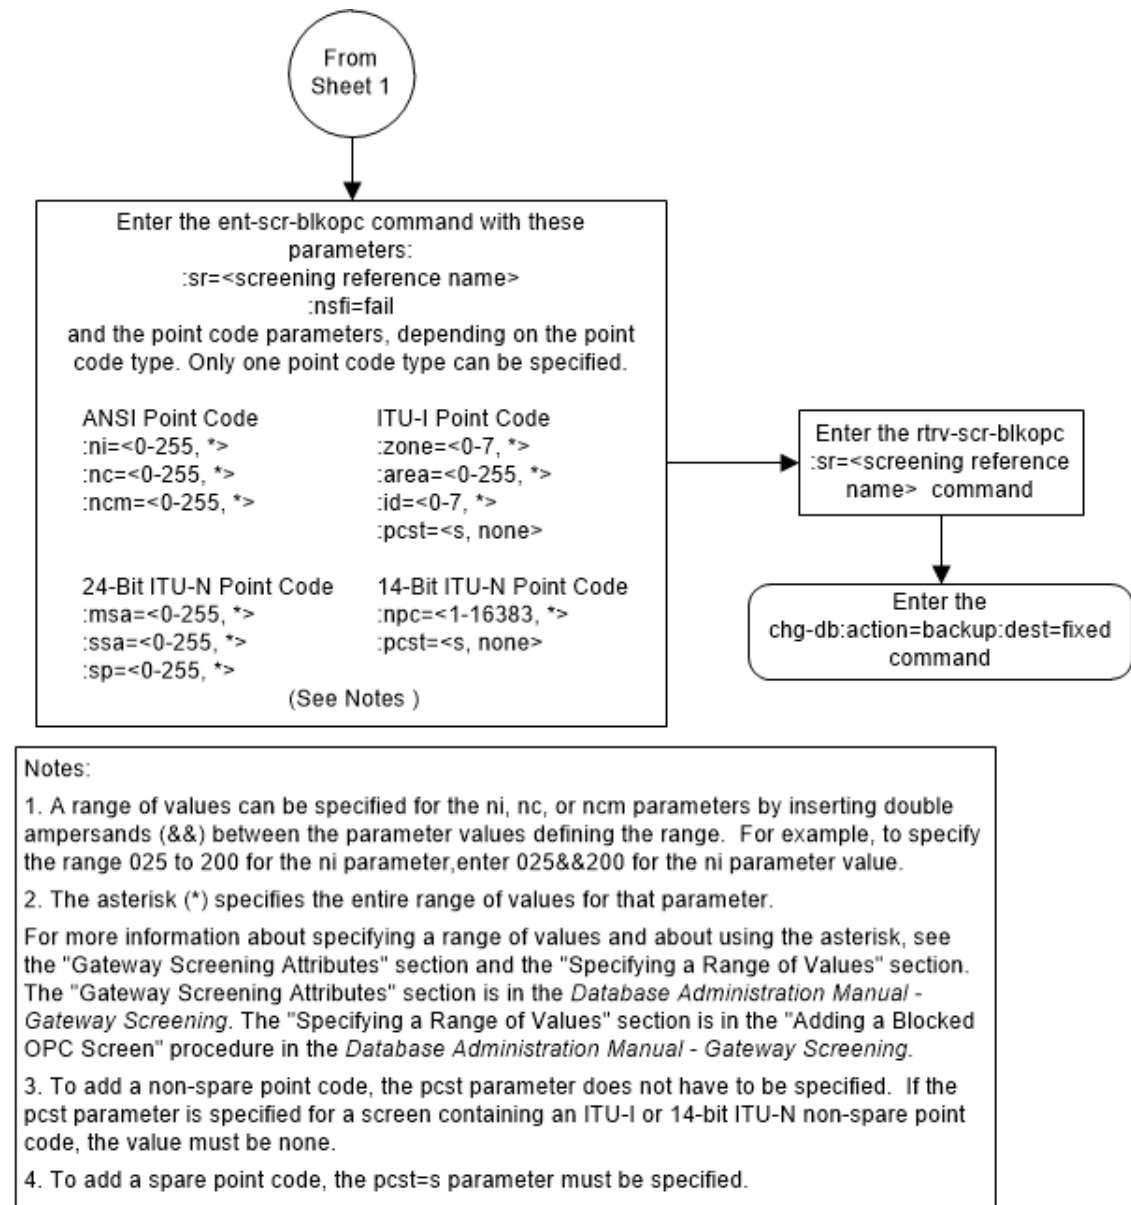 From
Sheet 1
Enter the ent-scr-blkopc command with these
parameters:
:sr=<screening reference name>
:nsfi=fail
and the point code parameters, depending on the point
code type. Only one point code type can be specified.
ANSI Point Code
:ni=<0-255, *>
:nc=<0-255, *>
:ncm=<0-255, *>
ITU-I Point Code
:zone=<0-7, *>
:area=<0-255, *>
:id=<0-7, *>
:pcst=<s, none>
24-Bit ITU-N Point Code
:msa=<0-255, *>
:ssa=<0-255, *>
:sp=<0-255, *>
14-Bit ITU-N Point Code
:npc=<1-16383, *>
:pcst=<s, none>
(See Notes )
Enter the rtrv-scr-blkopc
:sr=<screening reference
name>  command
Enter the
chg-db:action=backup:dest=fixed
command
Notes:
1. A range of values can be specified for the ni, nc, or ncm parameters by inserting double
ampersands (&&) between the parameter values defining the range.  For example, to specify
the range 025 to 200 for the ni parameter,enter 025&&200 for the ni parameter value.
2. The asterisk (*) specifies the entire range of values for that parameter.
For more information about specifying a range of values and about using the asterisk, see
the "Gateway Screening Attributes" section and the "Specifying a Range of Values" section.
The "Gateway Screening Attributes" section is in the Database Administration Manual -
Gateway Screening. The "Specifying a Range of Values" section is in the "Adding a Blocked
OPC Screen" procedure in the Database Administration Manual - Gateway Screening.
3. To add a non-spare point code, the pcst parameter does not have to be specified.  If the
pcst parameter is specified for a screen containing an ITU-I or 14-bit ITU-N non-spare point
code, the value must be none.
4. To add a spare point code, the pcst=s parameter must be specified.